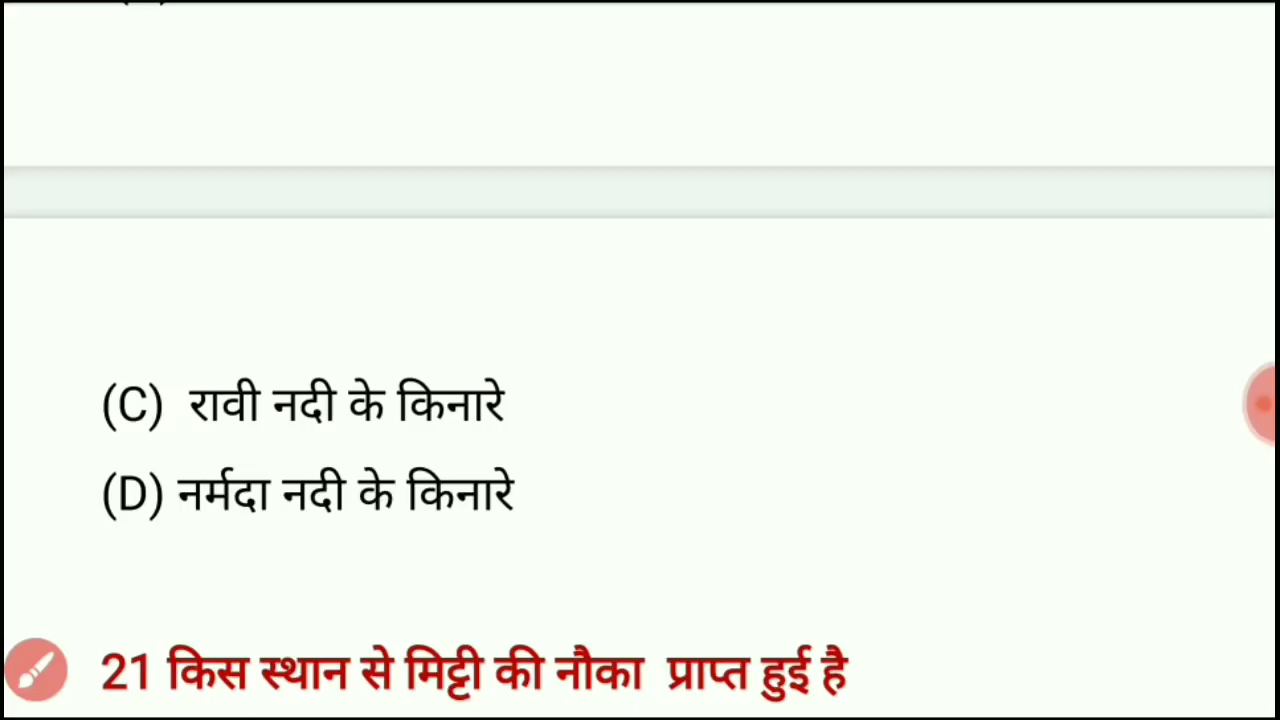 (C) रावी नदी के किनारे
(D) नर्मदा नदी के किनारे
21 किस स्थान से मिट्टी की नौका प्राप्त हुई है